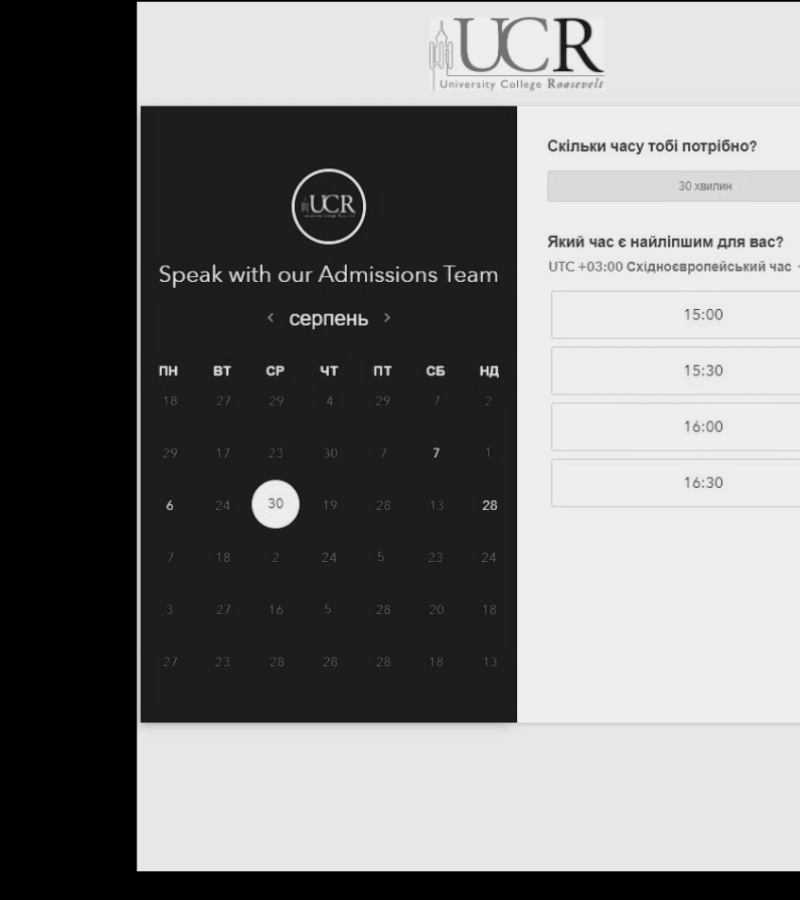 UCR
University College Roosevelt
UCR
Speak with our Admissions Team
‹ серпень ›
ПН ВТ СР ЧТ ПТ СБ НД
18 27 29 4 29 7 2
29 17 23 30 7 7 1
6 24 30 19 28 13 28
7 18 2 24 5 23 24
3 27 16 5 28 20 18
27 23 28 28 28 18 13
Скільки часу тобі потрібно?
30 хвилин
Який час є найліпшим для вас?
UTC +03:00 Східноєвропейський час
15:00
15:30
16:00
16:30